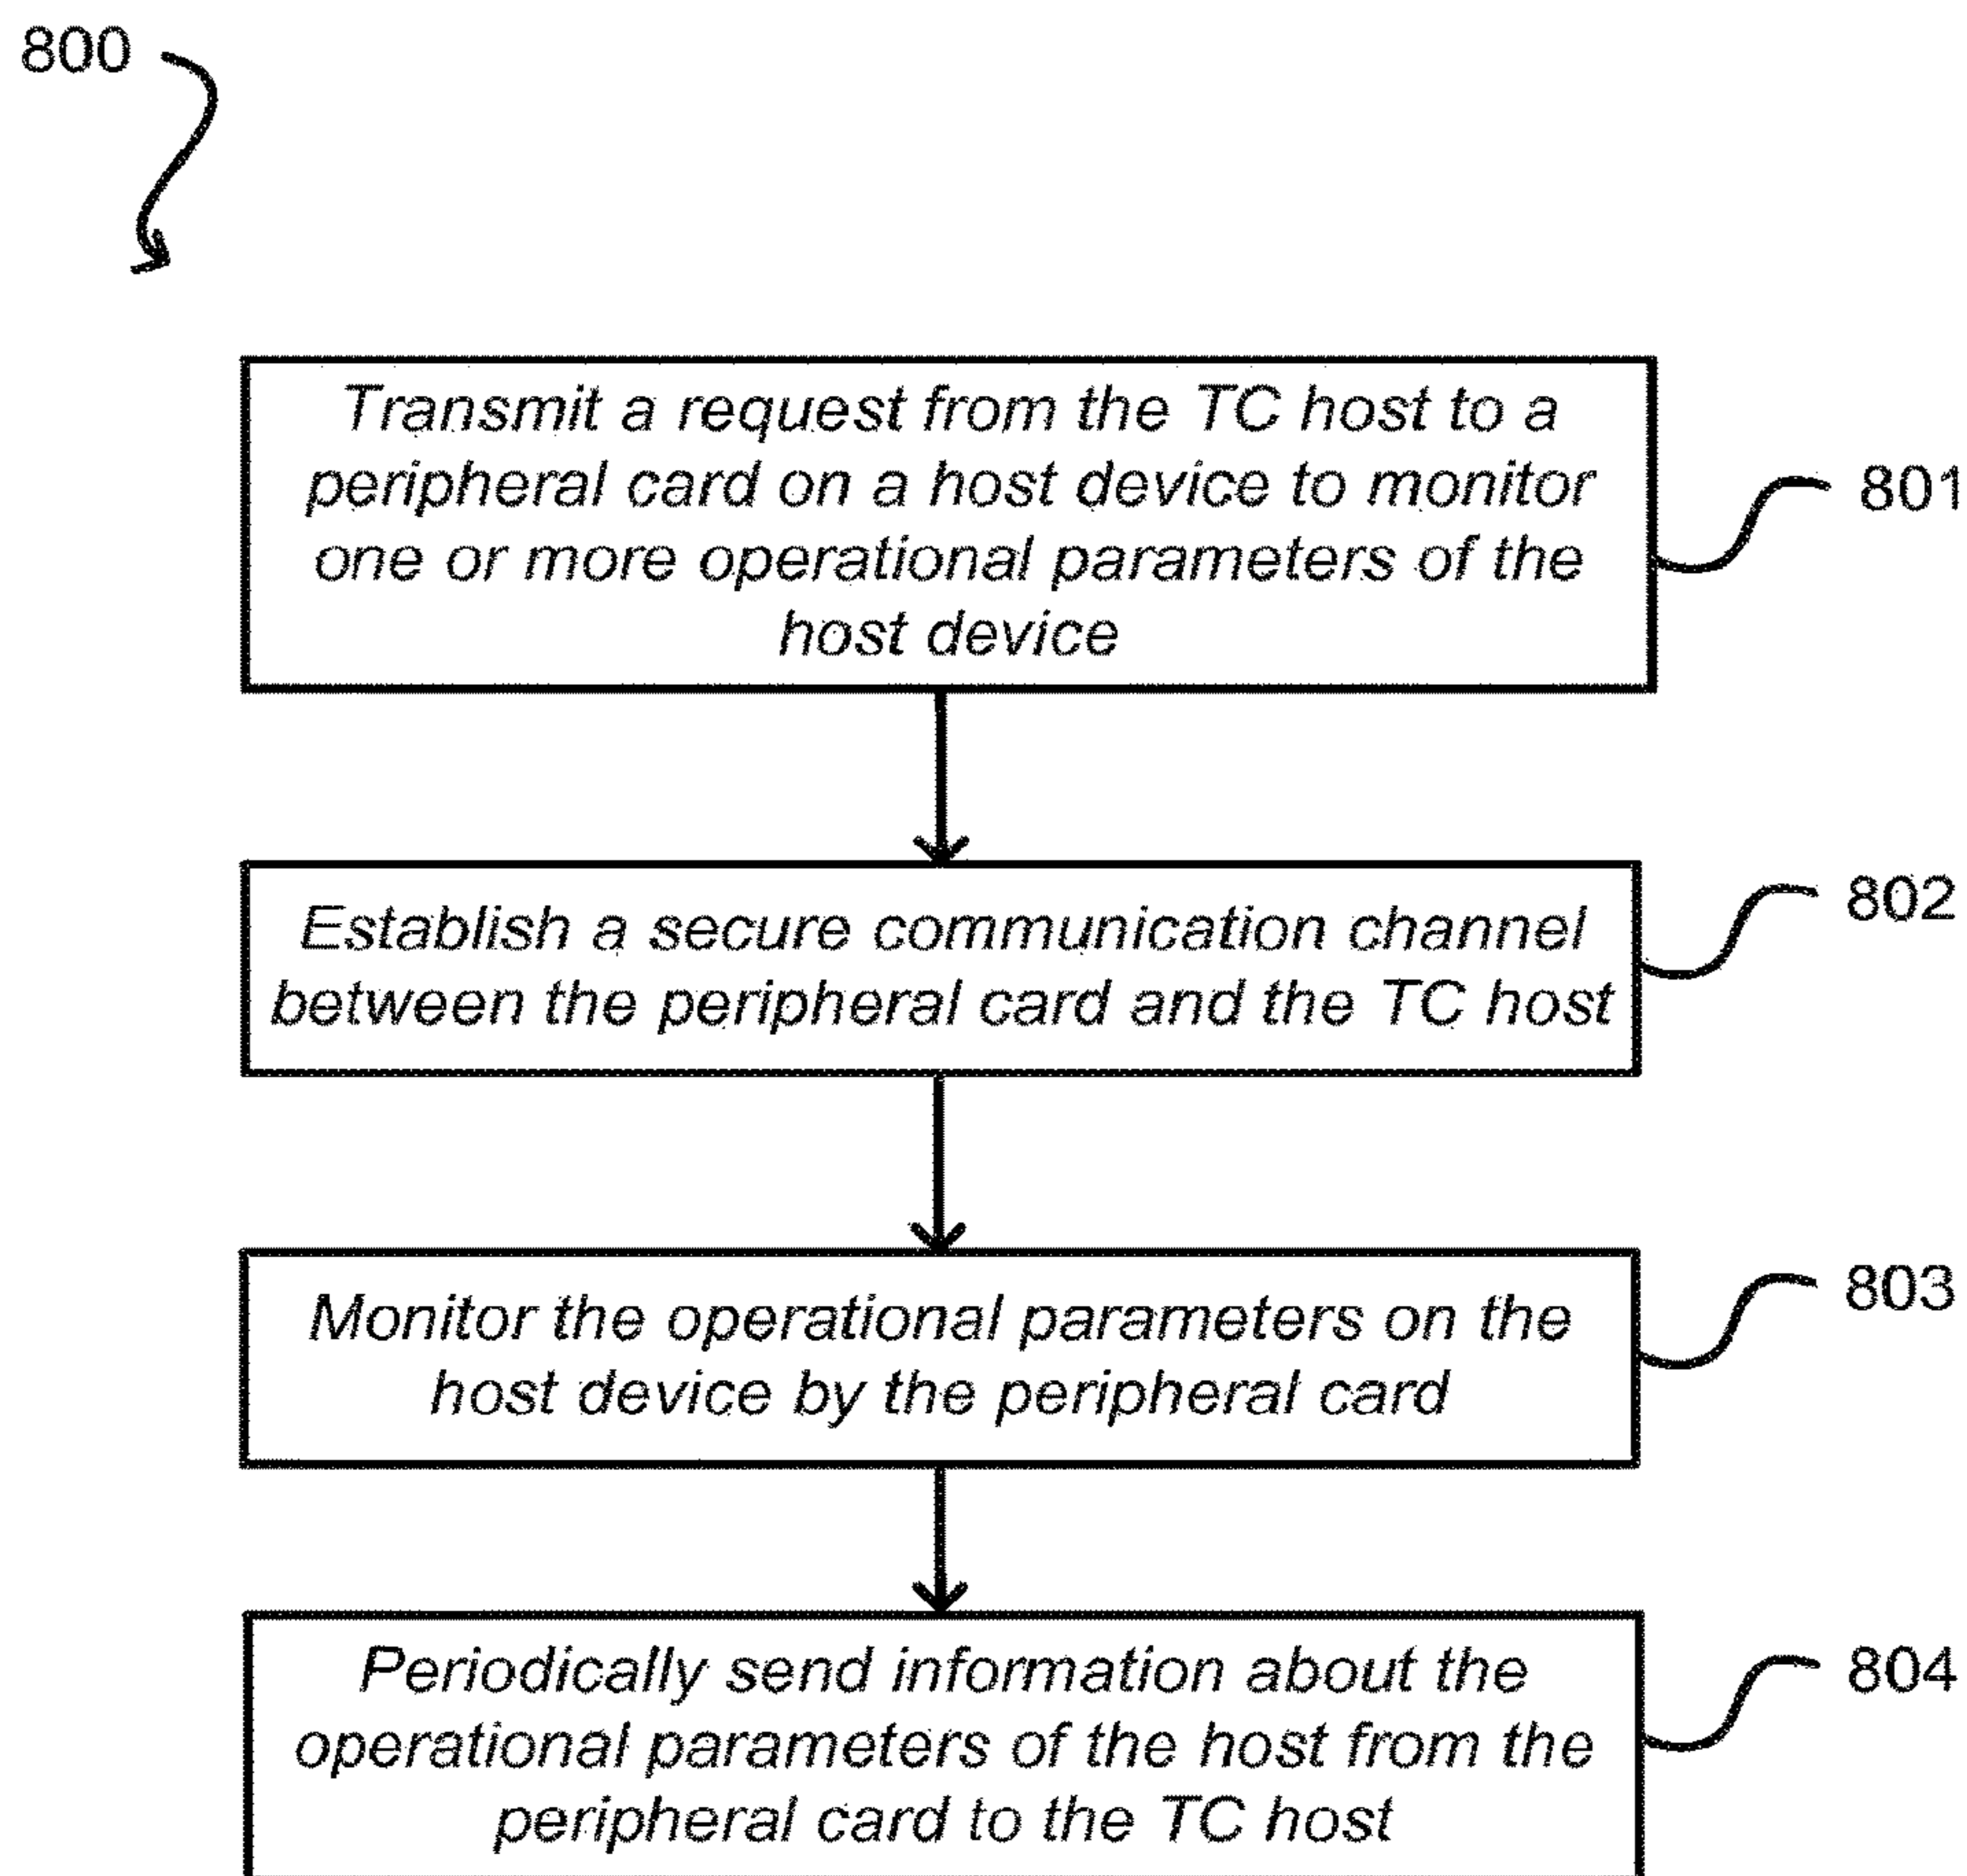 800
Transmit a request from the TC host to a
peripheral card on a host device to monitor
one or more operational parameters of the
host device
801
Establish a secure communication channel
between the peripheral card and the TC host
802
Monitor the operational parameters on the
host device by the peripheral card
803
Periodically send information about the
operational parameters of the host from the
peripheral card to the TC host
804